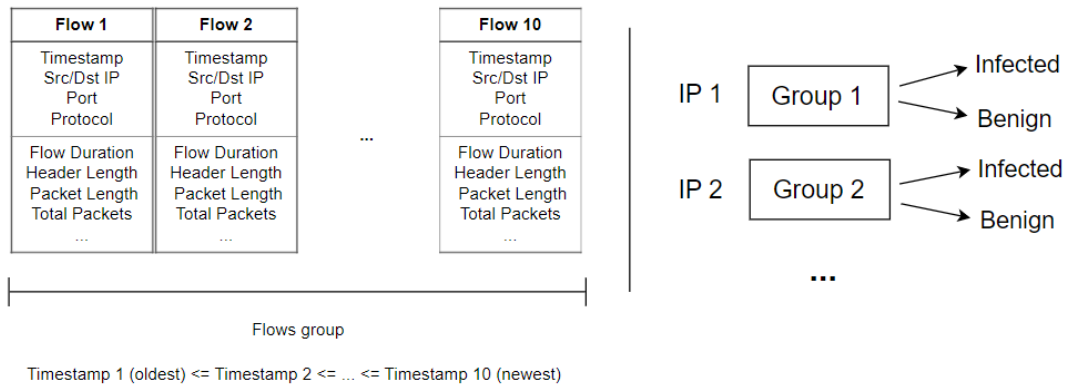 Flow 1
Timestamp
Src/Dst IP
Port
Protocol
Flow Duration
Header Length
Packet Length
Total Packets
...
Flow 2
Timestamp
Src/Dst IP
Port
Protocol
Flow Duration
Header Length
Packet Length
Total Packets
...
...
Flow 10
Timestamp
Src/Dst IP
Port
Protocol
Flow Duration
Header Length
Packet Length
Total Packets
...
Flows group
Timestamp 1 (oldest) <= Timestamp 2 <= ... <= Timestamp 10 (newest)
IP 1
Group 1
Infected
Benign
IP 2
Group 2
Infected
Benign
...